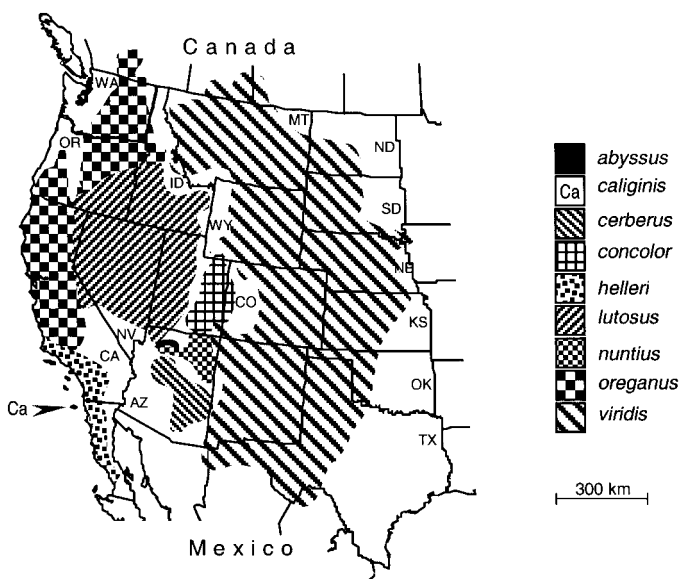 Canada
WA
MT
OR
ND
ID
SD
WY
NE
CO
NV
KS
CA
OK
AZ
TX
Ca
Mexico
abyssus
Ca caliginis
cerberus
concolor
helleri
lutosus
nuntius
oreganus
viridis
300 km